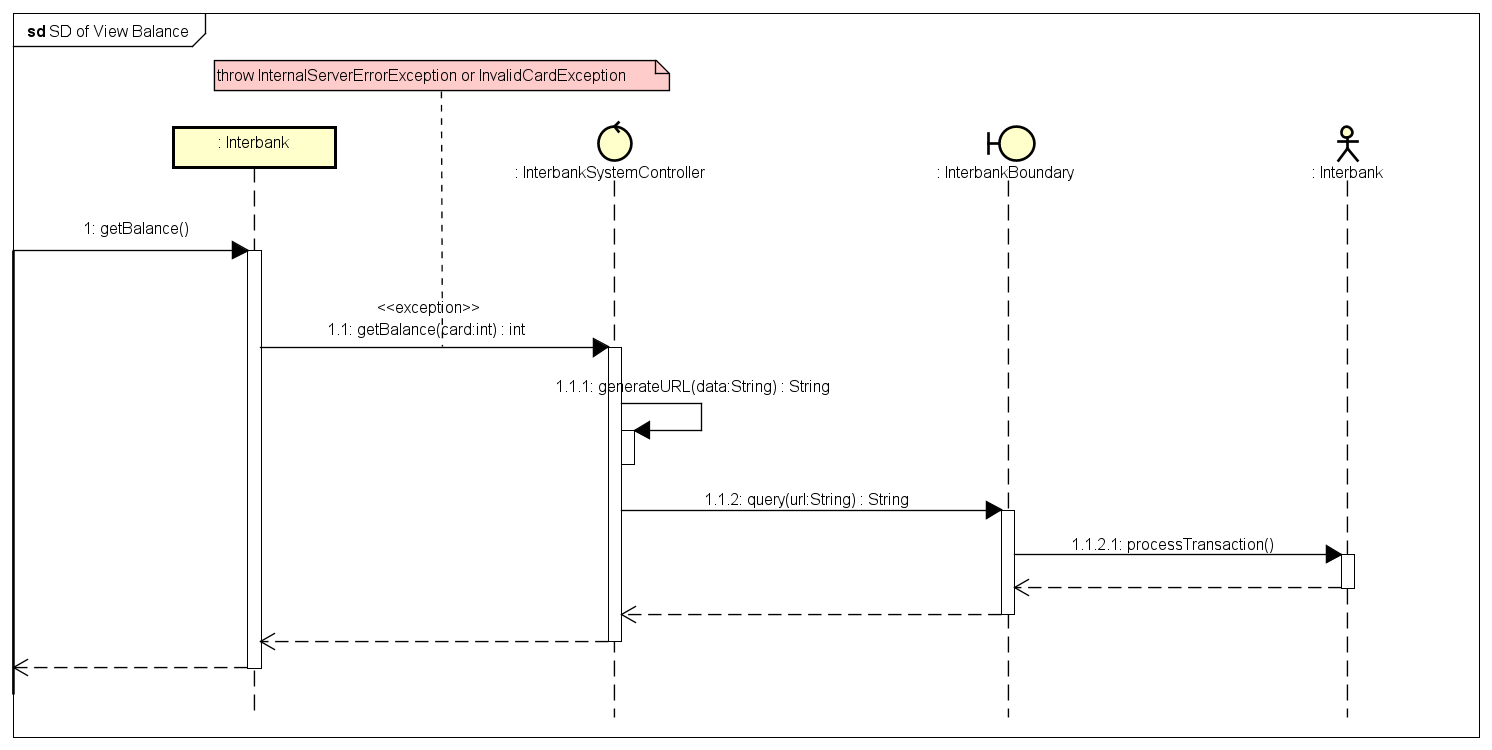 sd SD of View Balance
throw InternalServerErrorException or InvalidCardException
: Interbank
: InterbankSystemController
: InterbankBoundary
: Interbank
1: getBalance()
<<exception>>
1.1: getBalance(card:int) : int
1.1.1: generateURL(data:String) : String
1.1.2: query(url:String) : String
1.1.2.1: processTransaction()